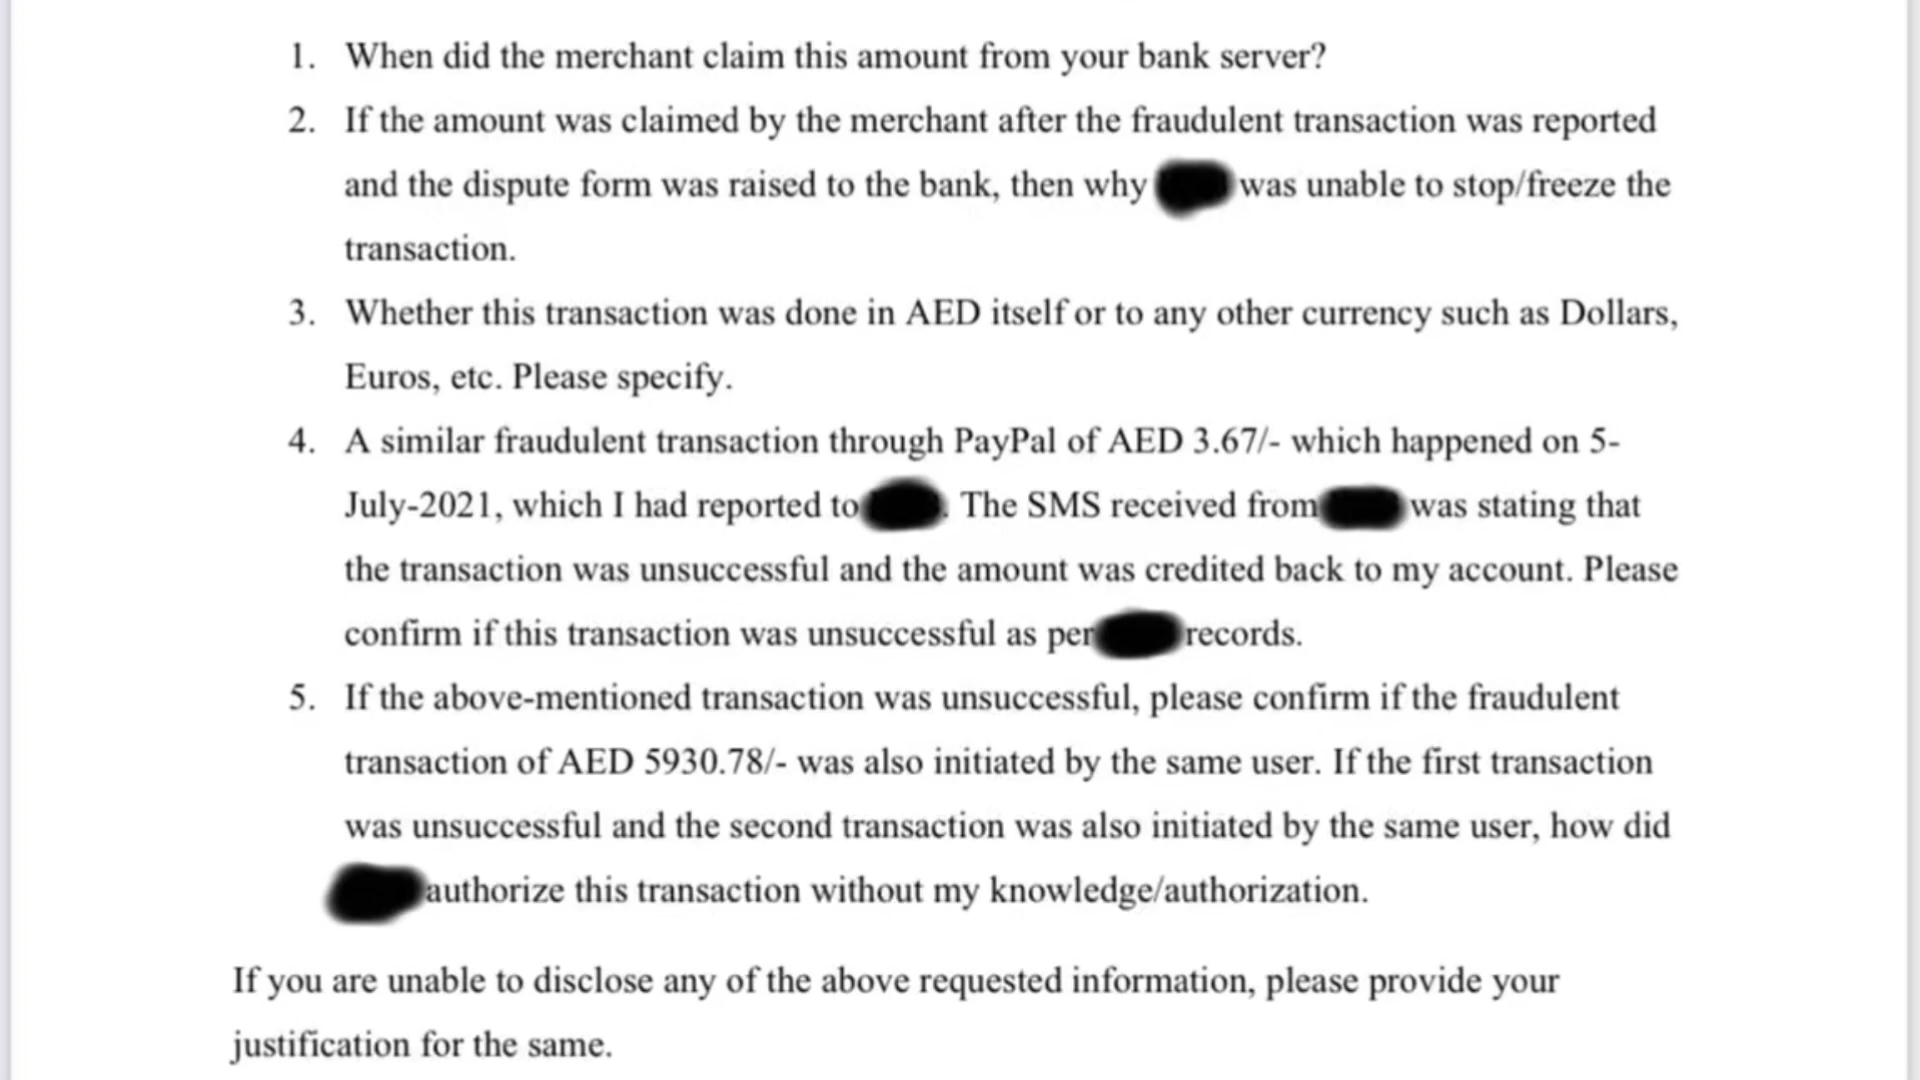 1. When did the merchant claim this amount from your bank server?
2. If the amount was claimed by the merchant after the fraudulent transaction was reported
and the dispute form was raised to the bank, then why was unable to stop/freeze the
transaction.
3. Whether this transaction was done in AED itself or to any other currency such as Dollars,
Euros, etc. Please specify.
4. A similar fraudulent transaction through PayPal of AED 3.67/- which happened on 5-
July-2021, which I had reported to . The SMS received from was stating that
the transaction was unsuccessful and the amount was credited back to my account. Please
confirm if this transaction was unsuccessful as per records.
5. If the above-mentioned transaction was unsuccessful, please confirm if the fraudulent
transaction of AED 5930.78/- was also initiated by the same user. If the first transaction
was unsuccessful and the second transaction was also initiated by the same user, how did
authorize this transaction without my knowledge/authorization.
If you are unable to disclose any of the above requested information, please provide your
justification for the same.